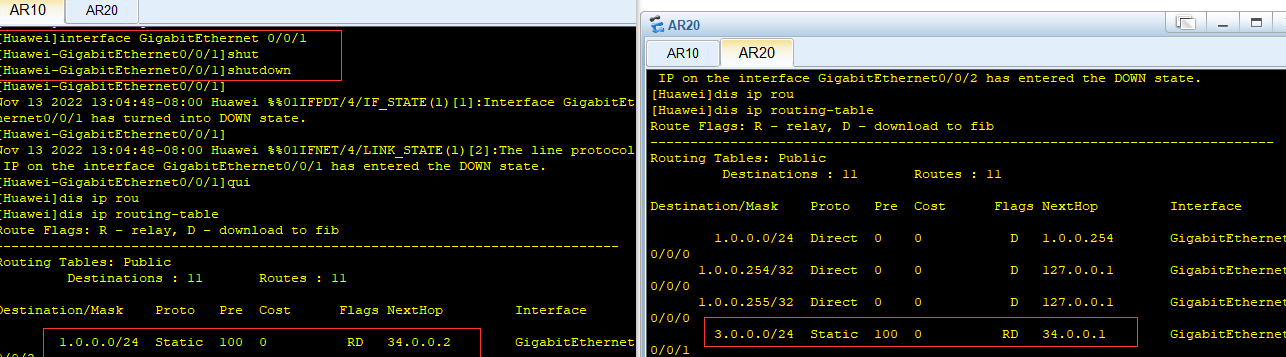 AR10
AR20
[Huawei]interface GigabitEthernet 0/0/1
[Huawei-GigabitEthernet0/0/1]shut
[Huawei-GigabitEthernet0/0/1]shutdown
[Huawei-GigabitEthernet0/0/1]
Nov 13 2022 13:04:48-08:00 Huawei %%01IFPDT/4/IF_STATE(l)[1]:Interface GigabitEt
hernet0/0/1 has turned into DOWN state.
[Huawei-GigabitEthernet0/0/1]
Nov 13 2022 13:04:48-08:00 Huawei %%01IFNET/4/LINK_STATE(l)[2]:The line protocol
IP on the interface GigabitEthernet0/0/1 has entered the DOWN state.
[Huawei-GigabitEthernet0/0/1]qui
[Huawei]dis ip rou
[Huawei]dis ip routing-table
Route Flags: R - relay, D - download to fib
------------------------------------------------------------------------------
Routing Tables: Public
Destinations : 11 Routes : 11
Destination/Mask Proto Pre Cost Flags NextHop Interface
1.0.0.0/24 Static 100 0 RD 34.0.0.2 GigabitEthernet
AR20
AR10
AR20
IP on the interface GigabitEthernet0/0/2 has entered the DOWN state.
[Huawei]dis ip rou
[Huawei]dis ip routing-table
Route Flags: R - relay, D - download to fib
------------------------------------------------------------------------------
Routing Tables: Public
Destinations : 11 Routes : 11
Destination/Mask Proto Pre Cost Flags NextHop Interface
1.0.0.0/24 Direct 0 0 D 1.0.0.254 GigabitEthernet
0/0/0
1.0.0.254/32 Direct 0 0 D 127.0.0.1 GigabitEthernet
0/0/0
1.0.0.255/32 Direct 0 0 D 127.0.0.1 GigabitEthernet
0/0/0
3.0.0.0/24 Static 100 0 RD 34.0.0.1 GigabitEthernet
0/0/1